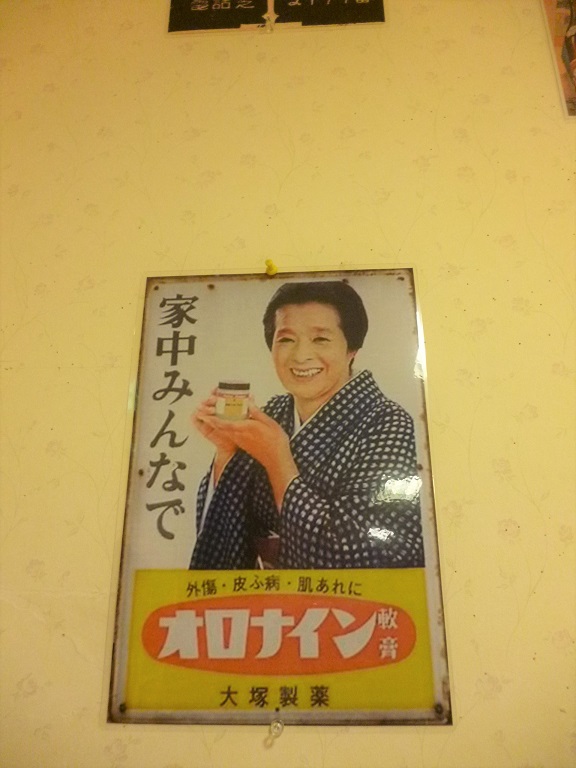 家中みんなで
外傷・皮ふ病・肌あれに
オロナイン軟膏
大塚製薬